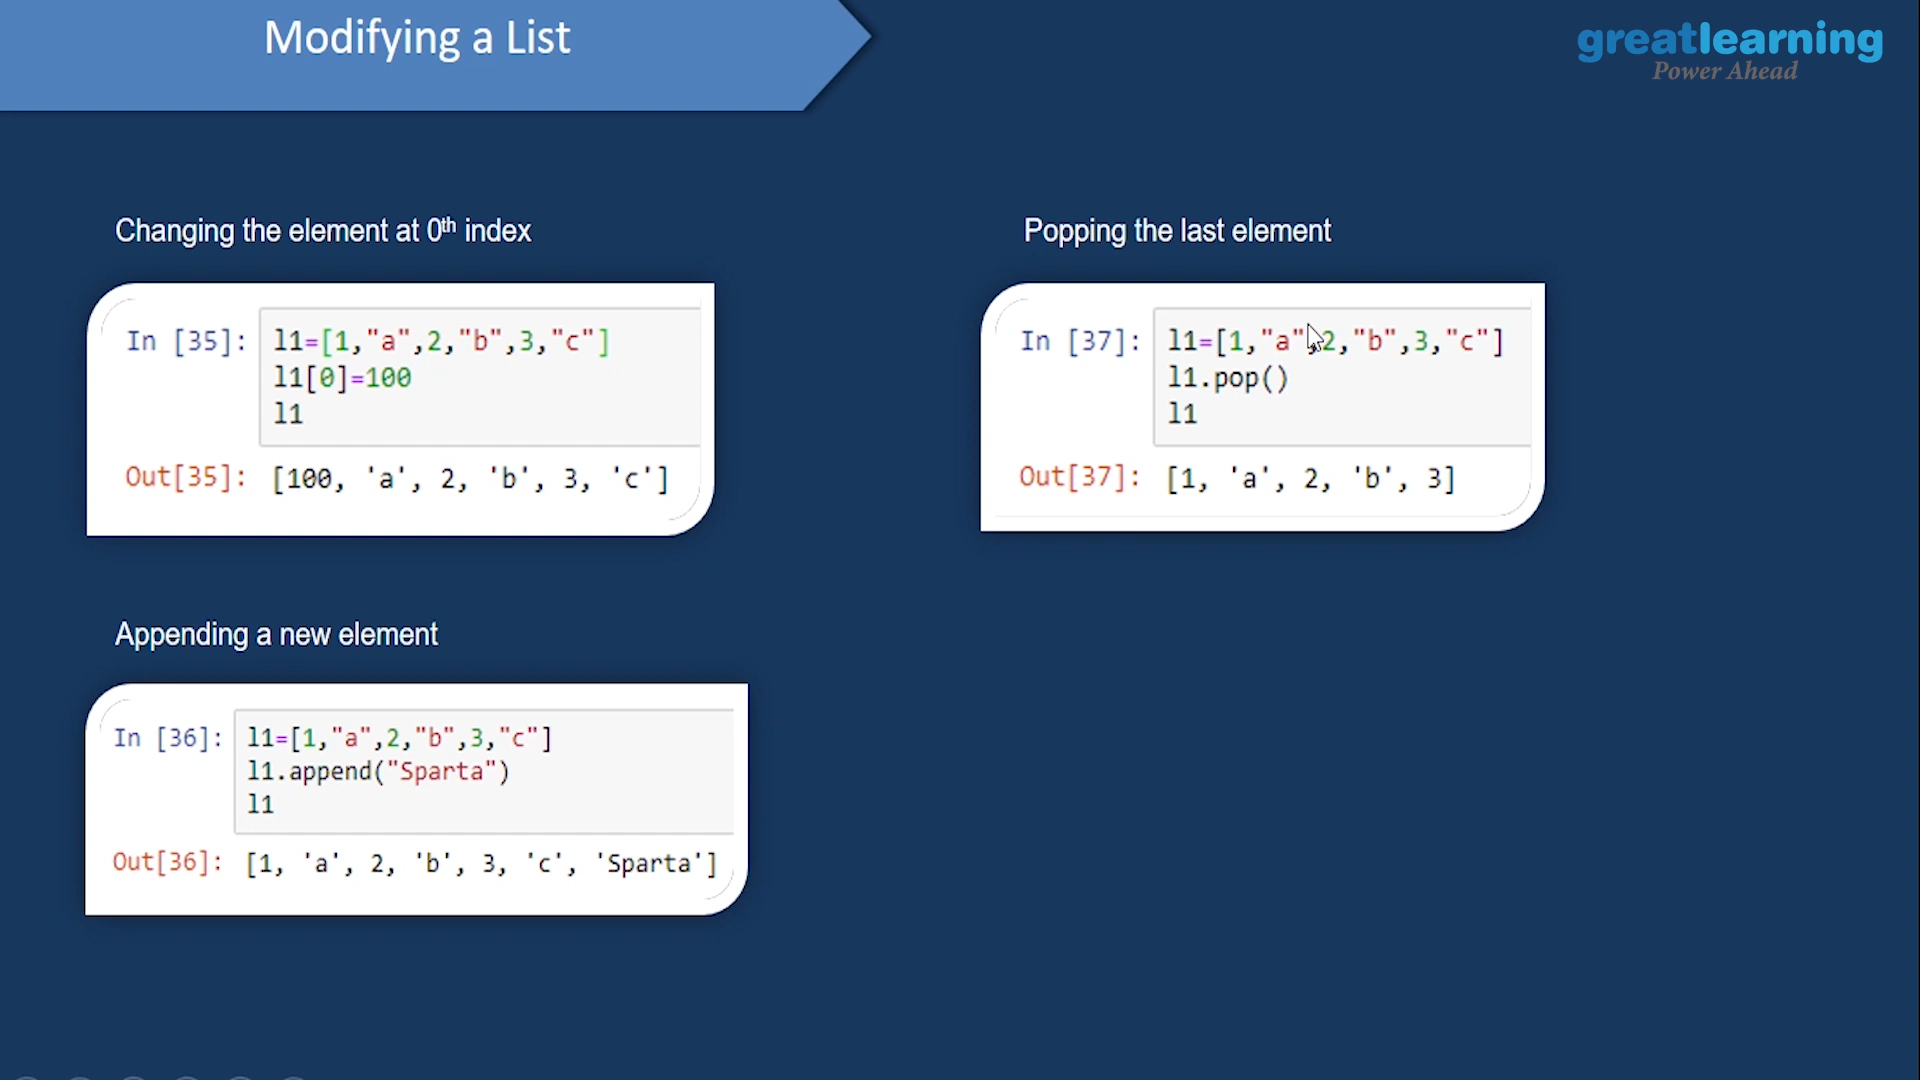 Modifying a List
greatlearning
Power Ahead
Changing the element at 0th index
In [35]: l1=[1,"a",2,"b",3,"c"]
l1[0]=100
l1
Out[35]: [100, 'a', 2, 'b', 3, 'c']
Popping the last element
In [37]: l1=[1,"a",2,"b",3,"c"]
l1.pop()
l1
Out[37]: [1, 'a', 2, 'b', 3]
Appending a new element
In [36]: l1=[1,"a",2,"b",3,"c"]
l1.append("Sparta")
l1
Out[36]: [1, 'a', 2, 'b', 3, 'c', 'Sparta']